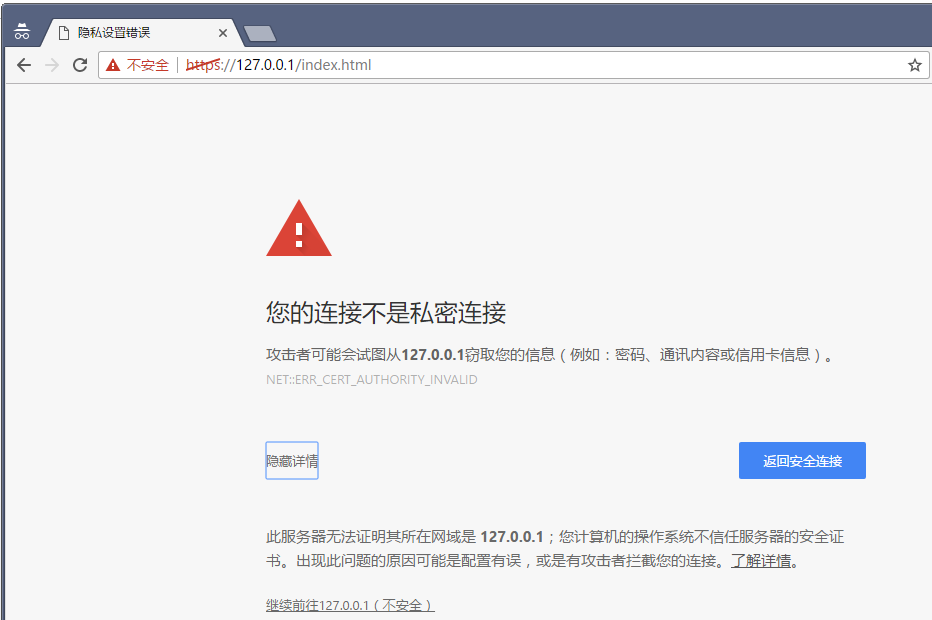 隐私设置错误
不安全 https://127.0.0.1/index.html
您的连接不是私密连接
攻击者可能会试图从127.0.0.1窃取您的信息（例如：密码、通讯内容或信用卡信息）。
NET::ERR_CERT_AUTHORITY_INVALID
隐藏详情 返回安全连接
此服务器无法证明其所在网域是 127.0.0.1；您计算机的操作系统不信任服务器的安全证
书。出现此问题的原因可能是配置有误，或是有攻击者拦截您的连接。了解详情。
继续前往127.0.0.1（不安全）